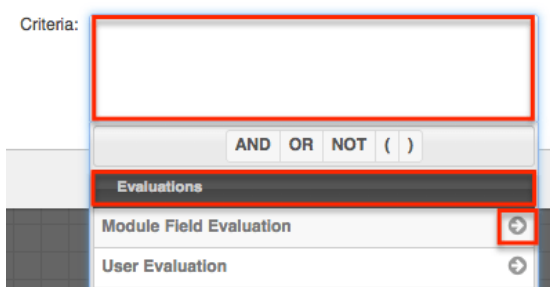 Criteria:
AND OR NOT ( )
Evaluations
Module Field Evaluation
User Evaluation